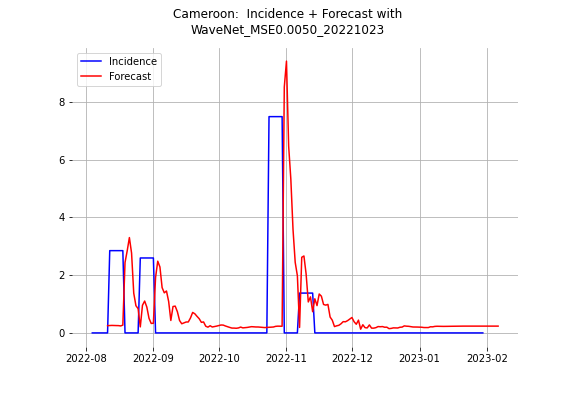 Cameroon:  Incidence + Forecast with
WaveNet_MSE0.0050_20221023
Incidence
Forecast
8
6
4
2
0
2022-08 2022-09 2022-10 2022-11 2022-12 2023-01 2023-02